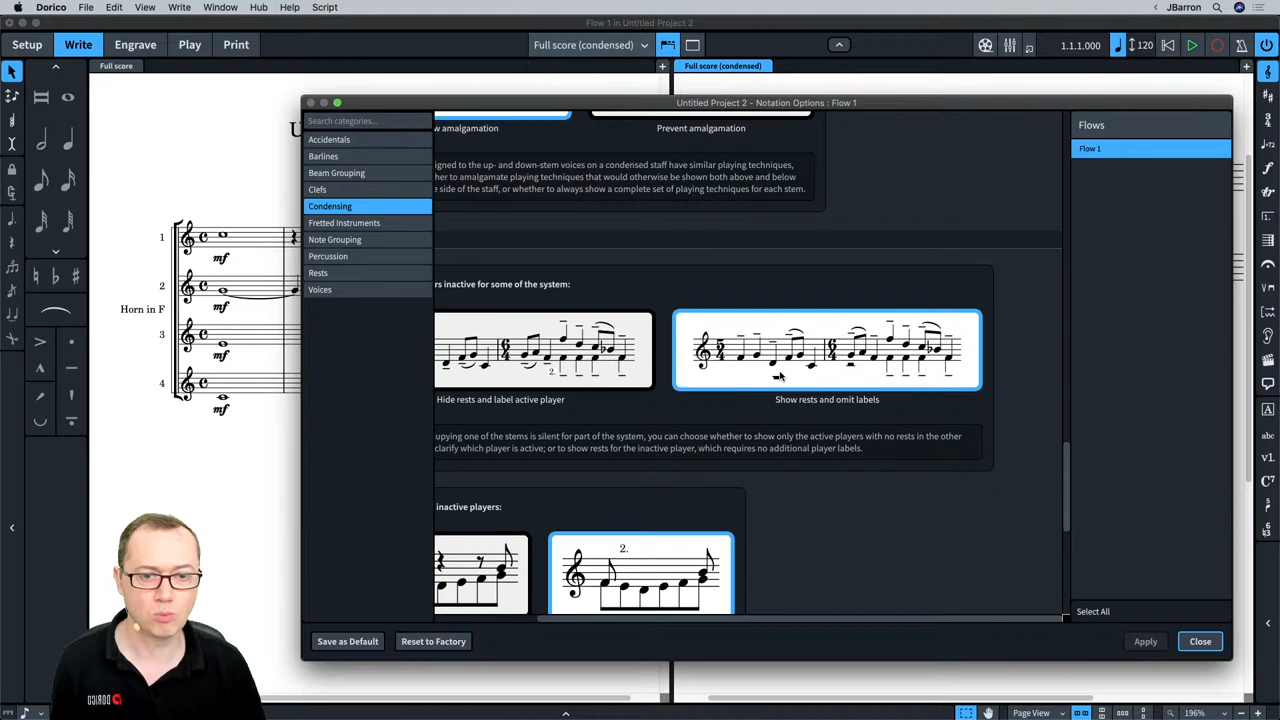 Dorico File Edit View Write Window Hub Help Script JBarron
Flow 1 in Untitled Project 2
Setup Write Engrave Play Print Full score (condensed) 1.1.1.000 120
Full score
Full score (condensed)
Untitled Project 2 - Notation Options : Flow 1
Search categories...
Accidentals
Barlines
Beam Grouping
Clefs
Condensing
Fretted Instruments
Note Grouping
Percussion
Rests
Voices
w amalgamation
Prevent amalgamation
signed to the up- and down-stem voices on a condensed staff have similar playing techniques,
her to amalgamate playing techniques that would otherwise be shown both above and below
e side of the staff, or whether to always show a complete set of playing techniques for each stem.
rs inactive for some of the system:
2.
Hide rests and label active player
Show rests and omit labels
upying one of the stems is silent for part of the system, you can choose whether to show only the active players with no rests in the other
clarify which player is active; or to show rests for the inactive player, which requires no additional player labels.
inactive players:
2.
Flows
Flow 1
Select All
Save as Default
Reset to Factory
Apply
Close
U
1
mf
2
mf
Horn in F
3
mf
4
mf
DORICO
Page View
196%